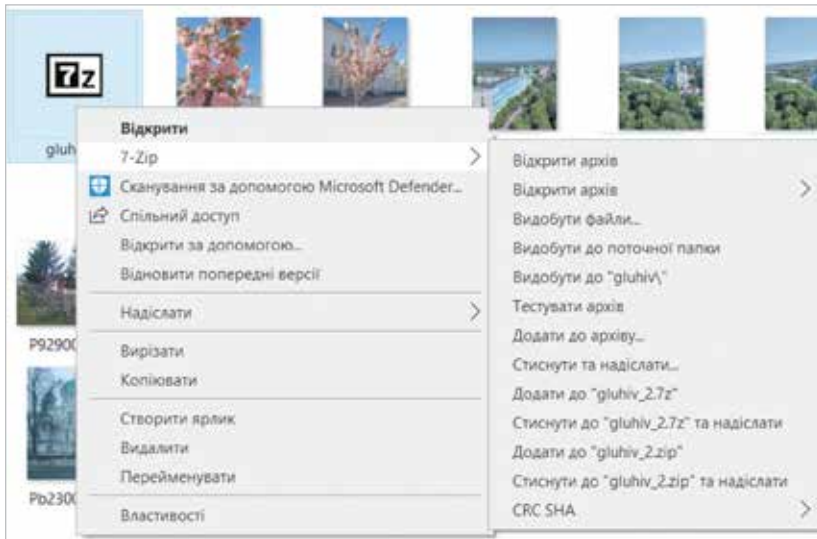 7z
gluh
Відкрити
7-Zip
Сканування за допомогою Microsoft Defender...
Спільний доступ
Відкрити за допомогою...
Відновити попередні версії
Надіслати
Вирізати
Копіювати
Створити ярлик
Видалити
Перейменувати
Властивості
Відкрити архів
Відкрити архів
Видобути файли...
Видобути до поточної папки
Видобути до "gluhiv\"
Тестувати архів
Додати до архіву...
Стиснути та надіслати...
Додати до "gluhiv_2.7z"
Стиснути до "gluhiv_2.7z" та надіслати
Додати до "gluhiv_2.zip"
Стиснути до "gluhiv_2.zip" та надіслати
CRC SHA
P92900
Pb2300